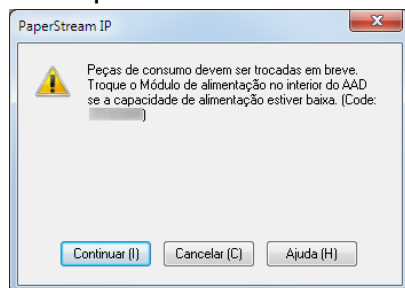 PaperStream IP
Peças de consumo devem ser trocadas em breve.
Troque o Módulo de alimentação no interior do AAD
se a capacidade de alimentação estiver baixa. (Code:
)
Continuar (I)
Cancelar (C)
Ajuda (H)